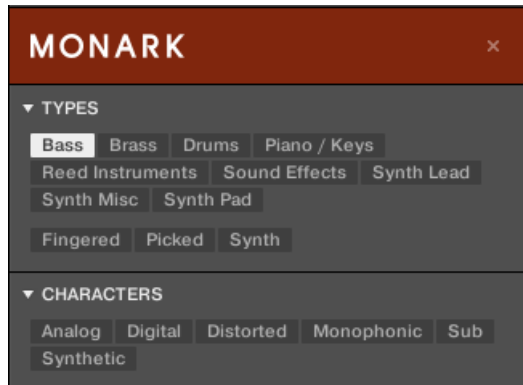 MONARK ×
▼ TYPES
Bass Brass Drums Piano / Keys
Reed Instruments Sound Effects Synth Lead
Synth Misc Synth Pad
Fingered Picked Synth
▼ CHARACTERS
Analog Digital Distorted Monophonic Sub
Synthetic